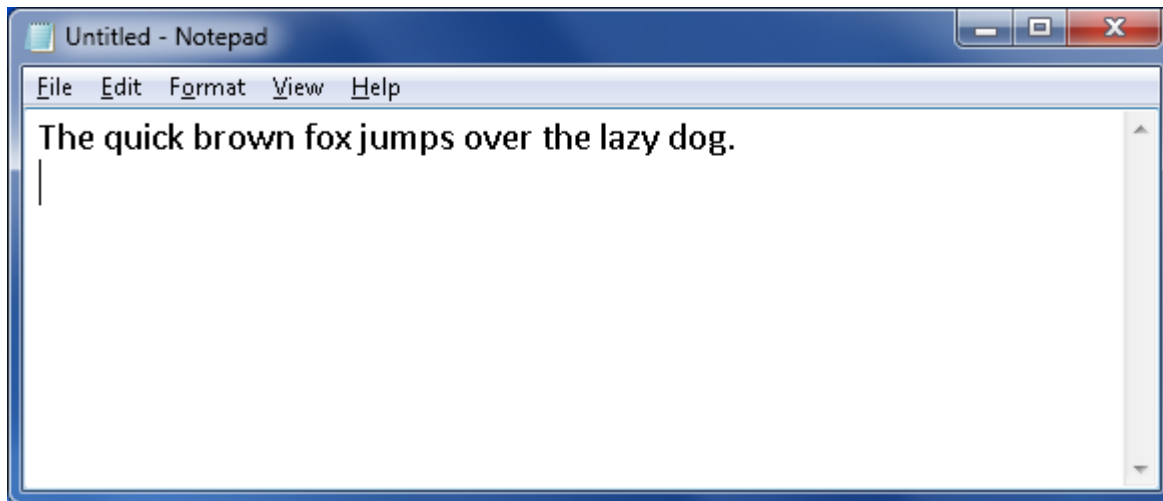 Untitled - Notepad
File Edit Format View Help
The quick brown fox jumps over the lazy dog.